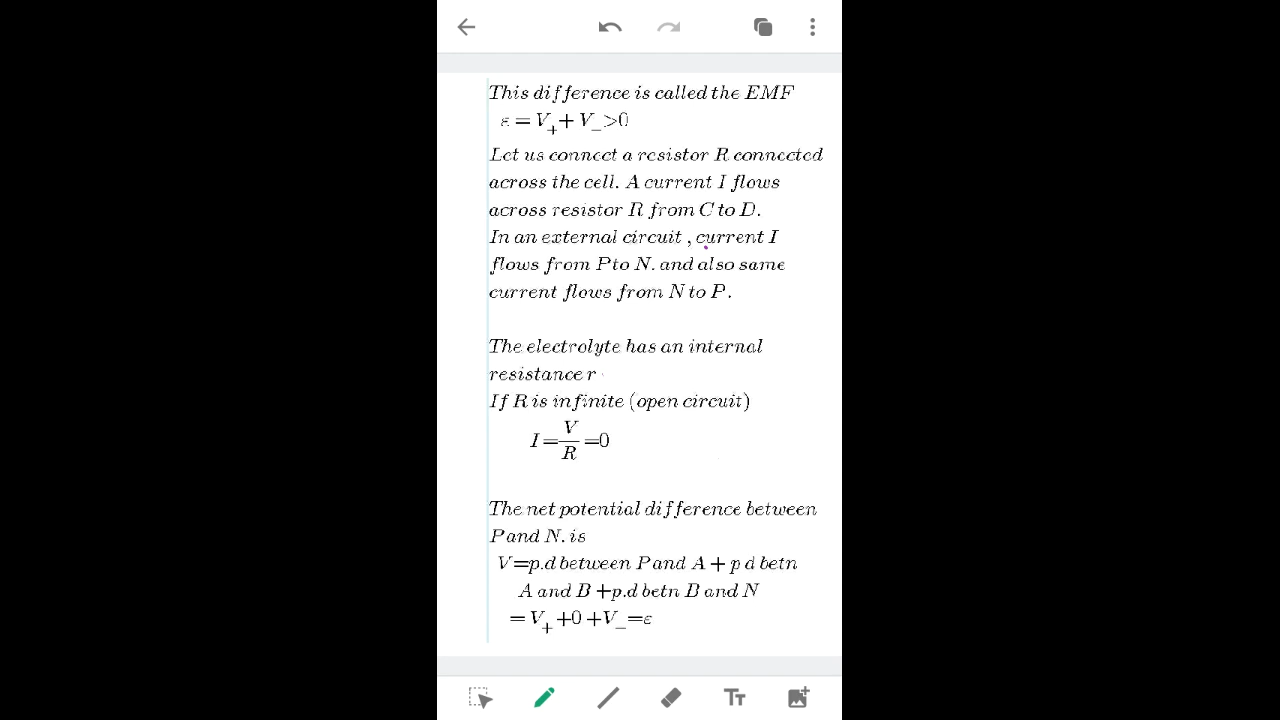 This difference is called the EMF
ε = V₊ + V₋ >0
Let us connect a resistor R connected
across the cell. A current I flows
across resistor R from C to D.
In an external circuit , current I
flows from P to N. and also same
current flows from N to P.
The electrolyte has an internal
resistance r
If R is infinite (open circuit)
I = V/R = 0
The net potential difference between
P and N. is
V=p.d between P and A + p d betn
A and B +p.d betn B and N
= V₊ +0 +V₋ =ε
Tт